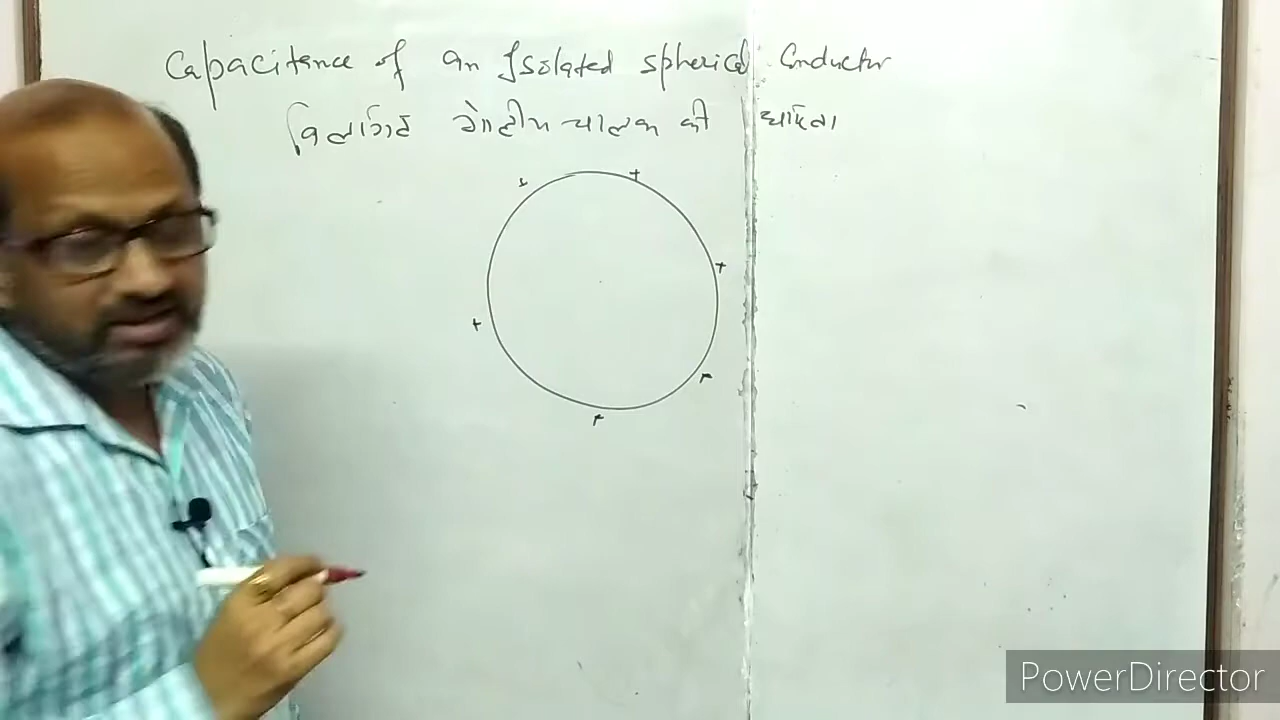 Capacitance of an Isolated spherical Conductor
विलगित गोलीय चालक की धारिता
+ + + + + + +
PowerDirector